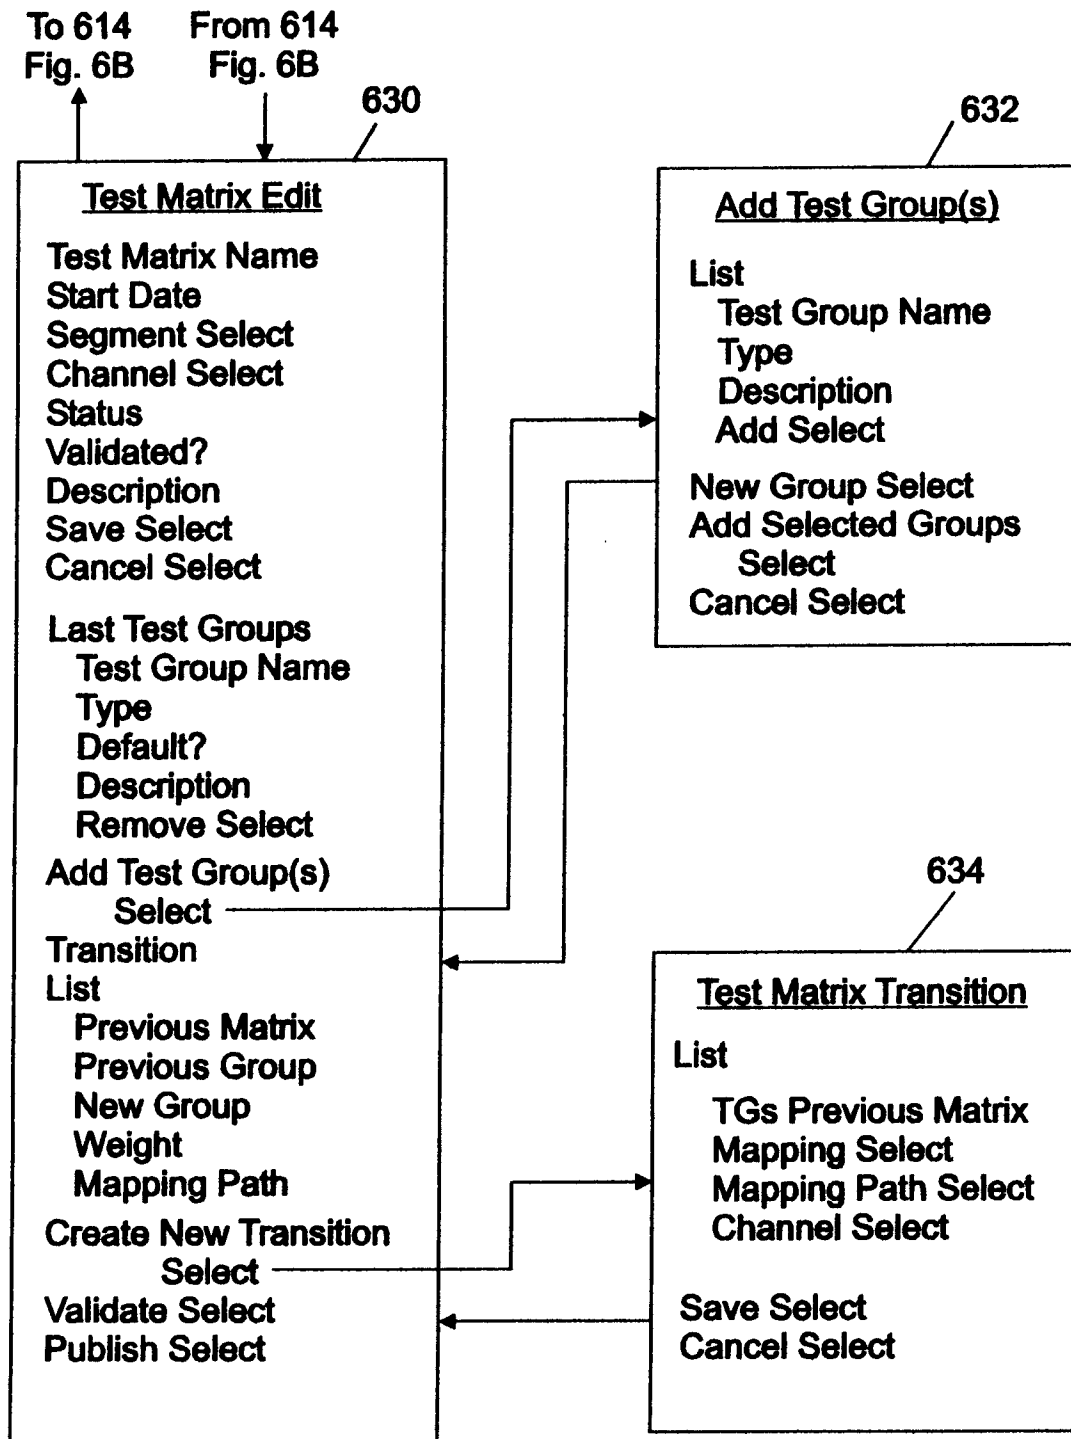 To 614
Fig. 6B
From 614
Fig. 6B
630
Test Matrix Edit
Test Matrix Name
Start Date
Segment Select
Channel Select
Status
Validated?
Description
Save Select
Cancel Select
Last Test Groups
Test Group Name
Type
Default?
Description
Remove Select
Add Test Group(s)
Select
Transition
List
Previous Matrix
Previous Group
New Group
Weight
Mapping Path
Create New Transition
Select
Validate Select
Publish Select
632
Add Test Group(s)
List
Test Group Name
Type
Description
Add Select
New Group Select
Add Selected Groups
Select
Cancel Select
634
Test Matrix Transition
List
TGs Previous Matrix
Mapping Select
Mapping Path Select
Channel Select
Save Select
Cancel Select